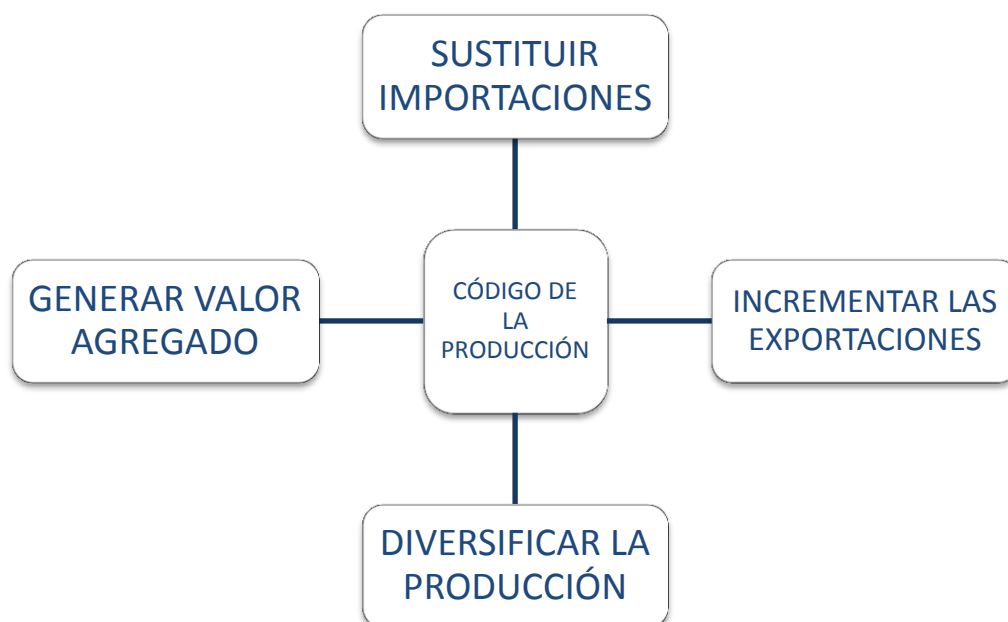 SUSTITUIR
IMPORTACIONES
GENERAR VALOR
AGREGADO
CÓDIGO DE
LA
PRODUCCIÓN
INCREMENTAR LAS
EXPORTACIONES
DIVERSIFICAR LA
PRODUCCIÓN